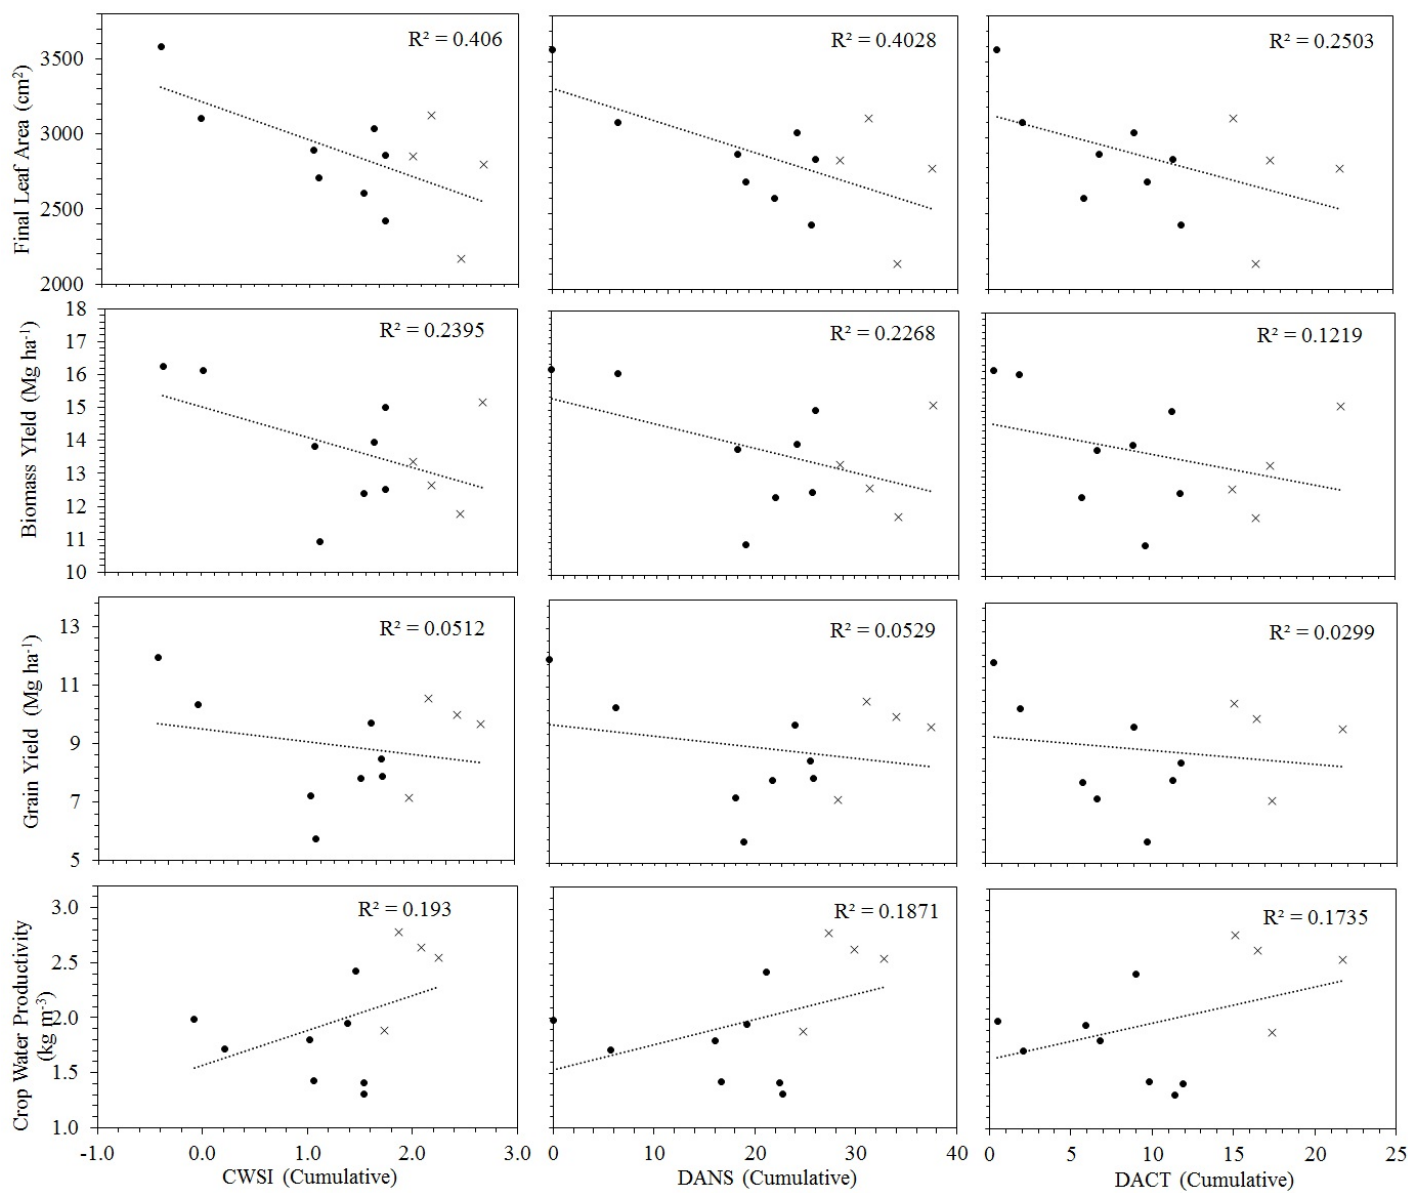 R² = 0.406
R² = 0.4028
R² = 0.2503
Final Leaf Area (cm²)
3500
3000
2500
2000
R² = 0.2395
R² = 0.2268
R² = 0.1219
Biomass YIeld (Mg ha⁻¹)
18
17
16
15
14
13
12
11
10
R² = 0.0512
R² = 0.0529
R² = 0.0299
Grain Yield (Mg ha⁻¹)
13
11
9
7
5
R² = 0.193
R² = 0.1871
R² = 0.1735
Crop Water Productivity
(kg m⁻³)
3.0
2.5
2.0
1.5
1.0
-1.0 0.0 1.0 2.0 3.0
0 10 20 30 40
0 5 10 15 20 25
CWSI (Cumulative)
DANS (Cumulative)
DACT (Cumulative)